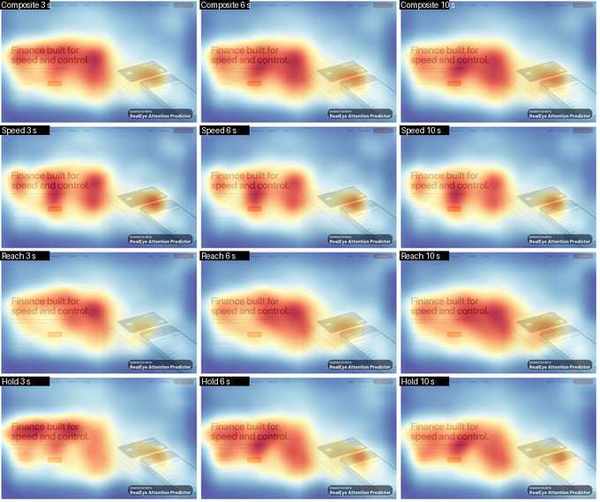 Composite 3 s
Composite 6 s
Composite 10 s
Finance built for
speed and control.
Finance built for
speed and control.
Finance built for
speed and control.
RealEye Attention Predictor
RealEye Attention Predictor
RealEye Attention Predictor
Speed 3 s
Speed 6 s
Speed 10 s
Finance built for
speed and control.
Finance built for
speed and control.
Finance built for
speed and control.
RealEye Attention Predictor
RealEye Attention Predictor
RealEye Attention Predictor
Reach 3 s
Reach 6 s
Reach 10 s
Finance built for
speed and control.
Finance built for
speed and control.
Finance built for
speed and control.
RealEye Attention Predictor
RealEye Attention Predictor
RealEye Attention Predictor
Hold 3 s
Hold 6 s
Hold 10 s
Finance built for
speed and control.
Finance built for
speed and control.
Finance built for
speed and control.
RealEye Attention Predictor
RealEye Attention Predictor
RealEye Attention Predictor